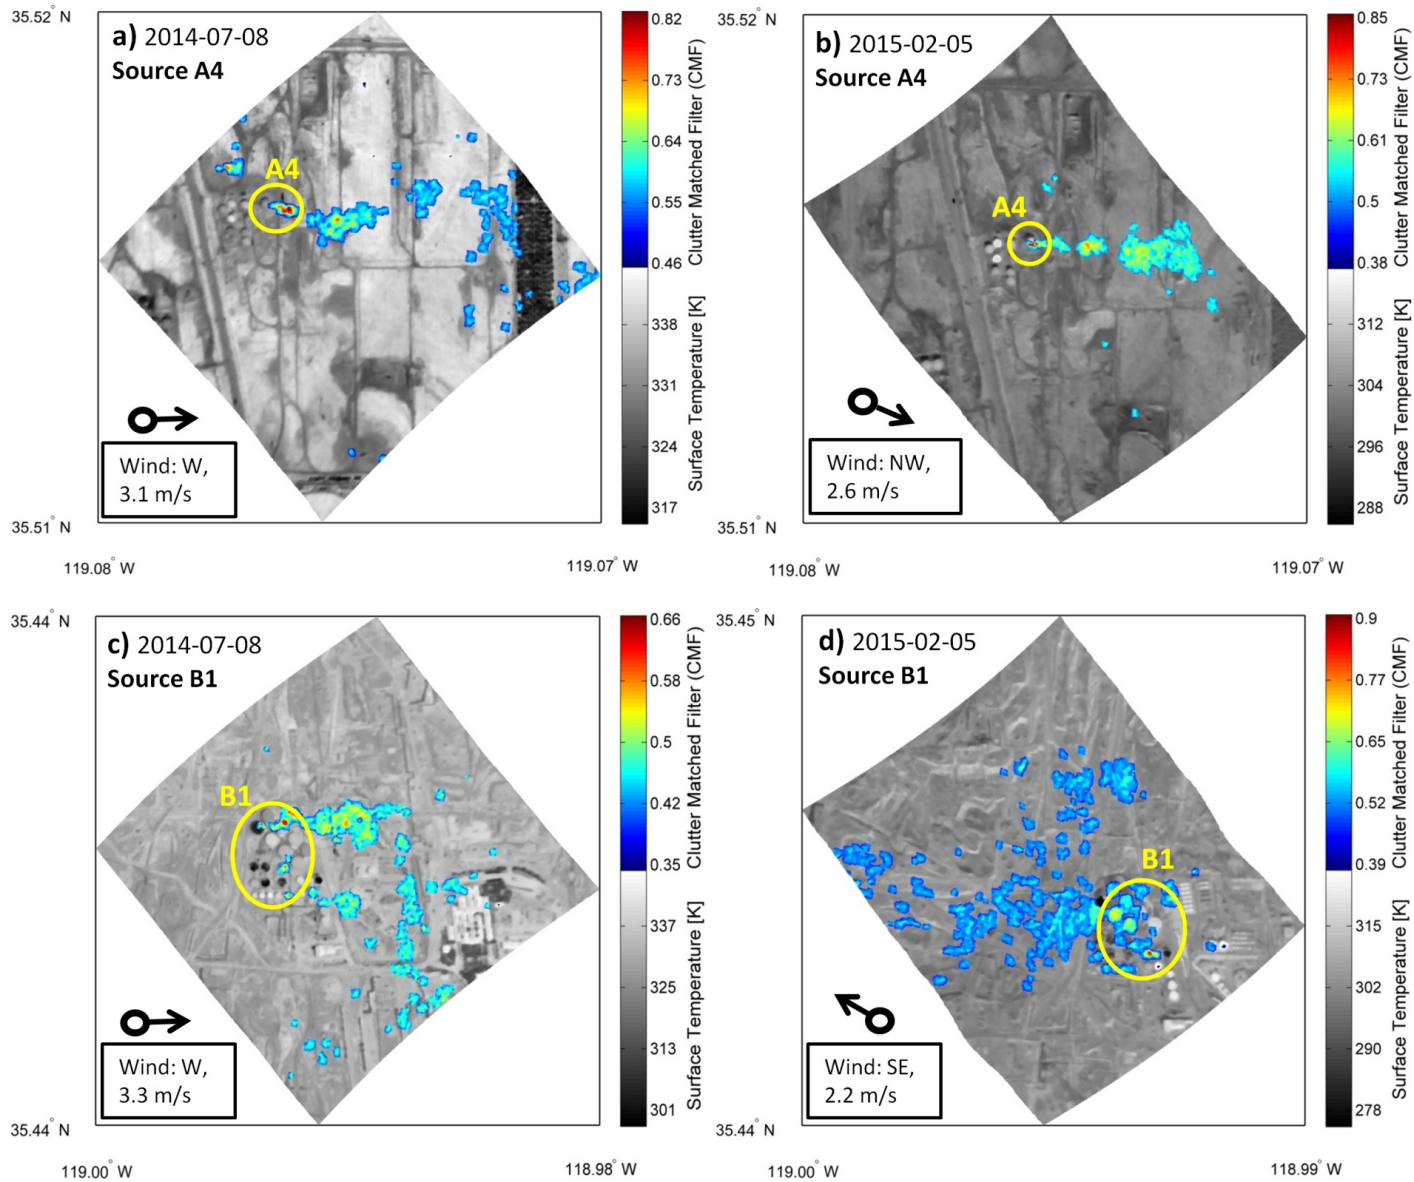 35.52° N
a) 2014-07-08
Source A4
A4
Wind: W,
3.1 m/s
35.51° N
119.08° W
119.07° W
0.82
0.73
0.64
0.55
0.46
338
331
324
317
Clutter Matched Filter (CMF)
Surface Temperature [K]
35.52° N
b) 2015-02-05
Source A4
A4
Wind: NW,
2.6 m/s
35.51° N
119.08° W
119.07° W
0.85
0.73
0.61
0.5
0.38
312
304
296
288
Clutter Matched Filter (CMF)
Surface Temperature [K]
35.44° N
c) 2014-07-08
Source B1
B1
Wind: W,
3.3 m/s
35.44° N
119.00° W
118.98° W
0.66
0.58
0.5
0.42
0.35
337
325
313
301
Clutter Matched Filter (CMF)
Surface Temperature [K]
35.45° N
d) 2015-02-05
Source B1
B1
Wind: SE,
2.2 m/s
35.44° N
119.00° W
118.99° W
0.9
0.77
0.65
0.52
0.39
315
302
290
278
Clutter Matched Filter (CMF)
Surface Temperature [K]